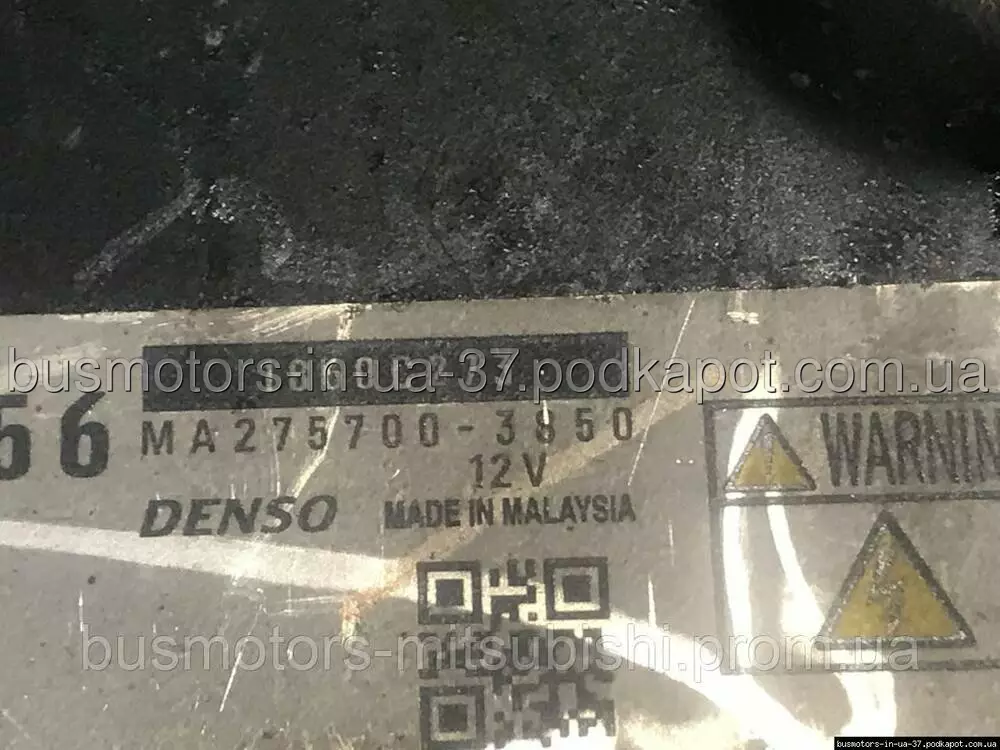 busmotors-in-ua-37.podkapot.com.ua
56
MA275700-3850
12V
DENSO MADE IN MALAYSIA
WARNIN
busmotors-mitsubishi.prom.ua
busmotors-in-ua-37.podkapot.com.ua